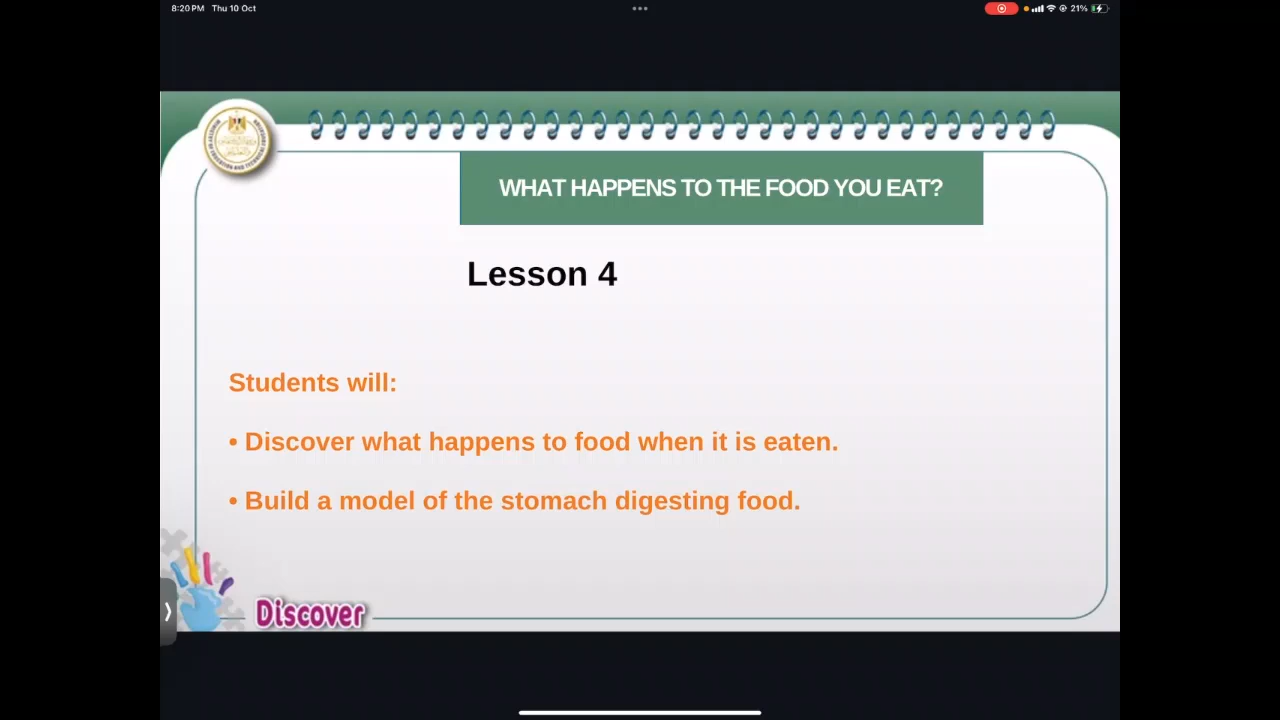 8:20 PM Thu 10 Oct
21%
WHAT HAPPENS TO THE FOOD YOU EAT?
Lesson 4
Students will:
• Discover what happens to food when it is eaten.
• Build a model of the stomach digesting food.
Discover